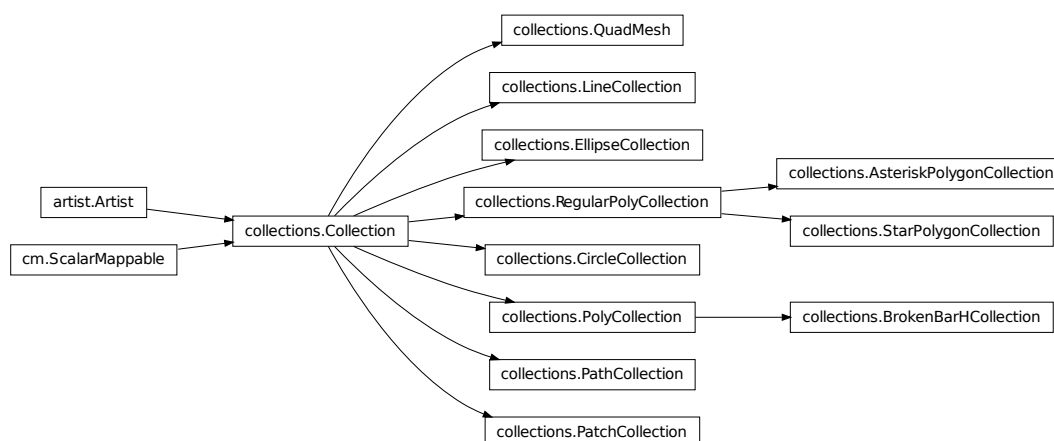 collections.QuadMesh
collections.LineCollection
collections.EllipseCollection
collections.AsteriskPolygonCollection
artist.Artist
collections.RegularPolyCollection
collections.Collection
collections.StarPolygonCollection
cm.ScalarMappable
collections.CircleCollection
collections.PolyCollection
collections.BrokenBarHCollection
collections.PathCollection
collections.PatchCollection